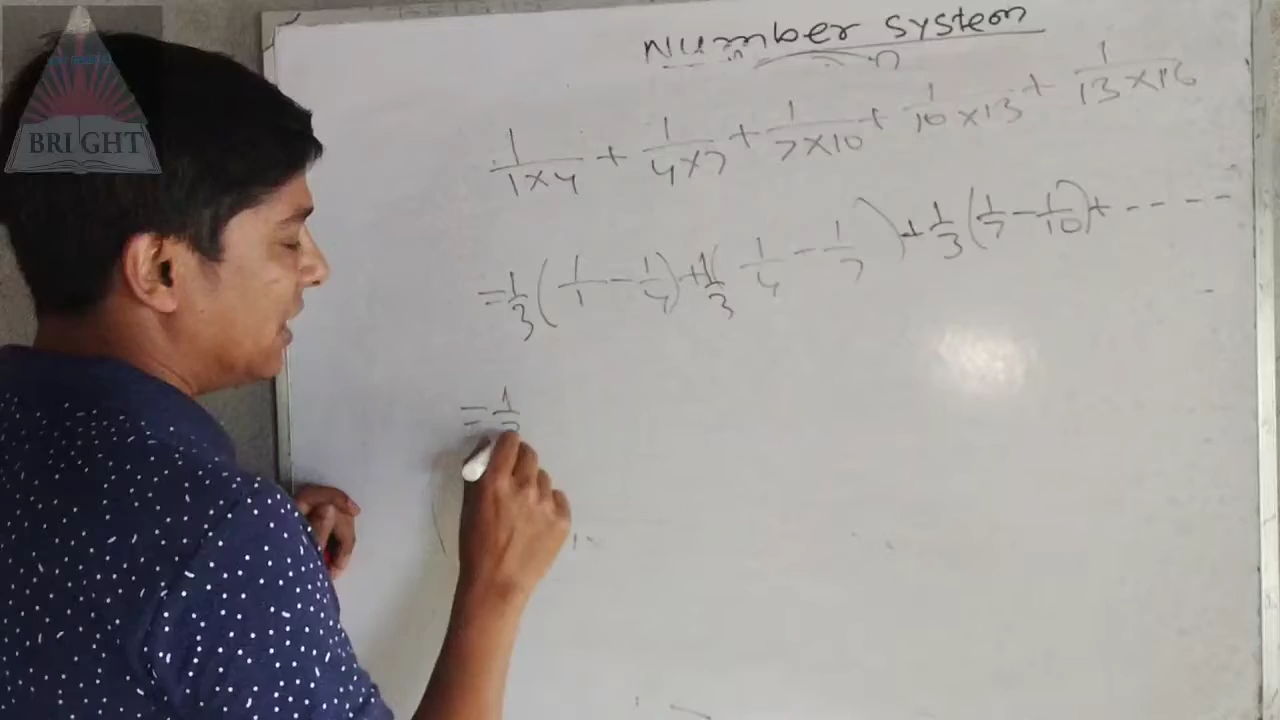 BRIGHT
Number system
1/1×4 + 1/4×7 + 1/7×10 + 1/10×13 + 1/13×16
= 1/3 (1/1 - 1/4) + 1/3 ( 1/4 - 1/7 ) + 1/3 (1/7 - 1/10) + - - - -
= 1/3